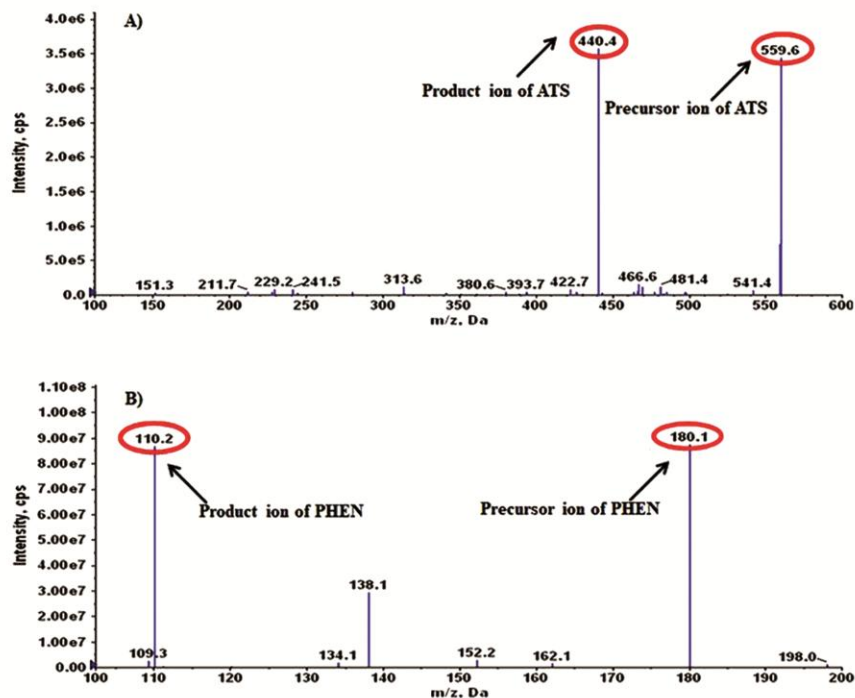 A)
4.0e6
3.5e6
3.0e6
2.5e6
2.0e6
1.5e6
1.0e6
5.0e5
0.0
Intensity, cps
440.4
559.6
Product ion of ATS
Precursor ion of ATS
151.3 211.7 229.2 241.5 313.6 380.6 393.7 422.7 466.6 481.4 541.4
100 150 200 250 300 350 400 450 500 550 600
m/z, Da
B)
1.10e8
1.00e8
9.00e7
8.00e7
7.00e7
6.00e7
5.00e7
4.00e7
3.00e7
2.00e7
1.00e7
0.00
Intensity, cps
110.2
180.1
Product ion of PHEN
Precursor ion of PHEN
138.1
109.3 134.1 152.2 162.1 198.0
100 110 120 130 140 150 160 170 180 190 200
m/z, Da